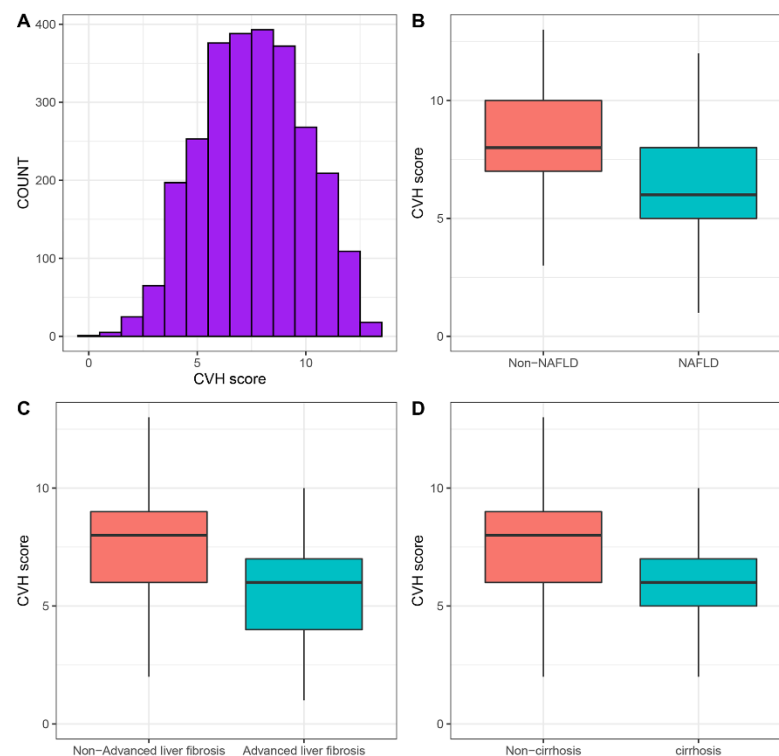 A
400
300
200
100
0
COUNT
0 5 10
CVH score
B
10
5
0
CVH score
Non−NAFLD NAFLD
C
10
5
0
CVH score
Non−Advanced liver fibrosis Advanced liver fibrosis
D
10
5
0
CVH score
Non−cirrhosis cirrhosis